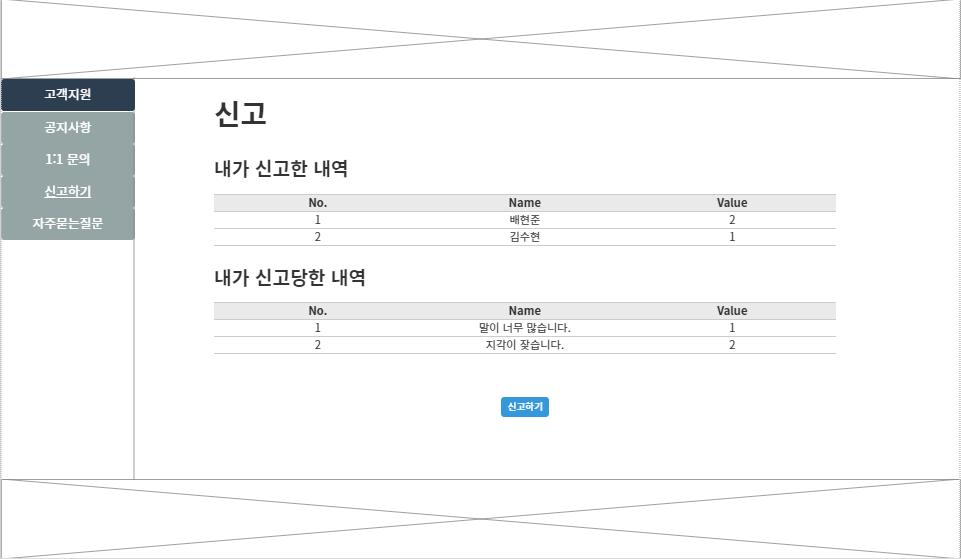 고객지원
공지사항
1:1 문의
신고하기
자주묻는질문
신고
내가 신고한 내역
No. Name Value
1 배현준 2
2 김수현 1
내가 신고당한 내역
No. Name Value
1 말이 너무 많습니다. 1
2 지각이 잦습니다. 2
신고하기